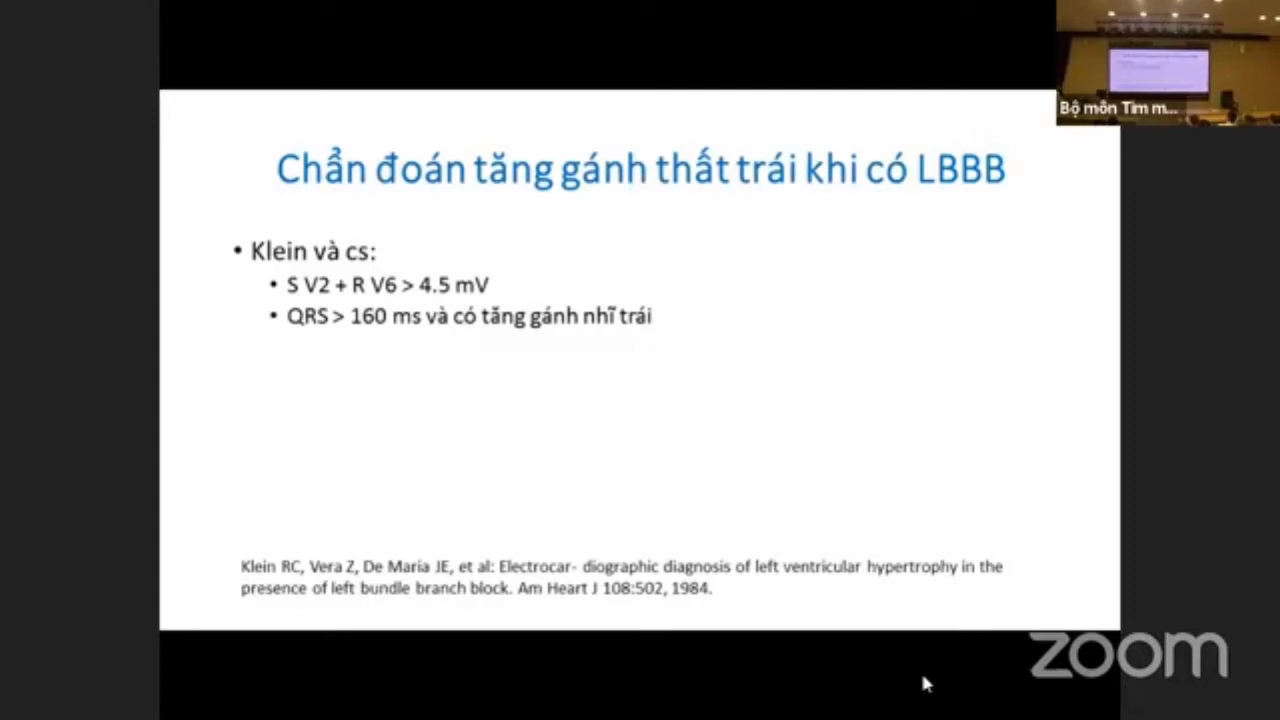 Bộ môn Tim m...
Chẩn đoán tăng gánh thất trái khi có LBBB
• Klein và cs:
• S V2 + R V6 > 4.5 mV
• QRS > 160 ms và có tăng gánh nhĩ trái
Klein RC, Vera Z, De Maria JE, et al: Electrocar- diographic diagnosis of left ventricular hypertrophy in the
presence of left bundle branch block. Am Heart J 108:502, 1984.
zoom